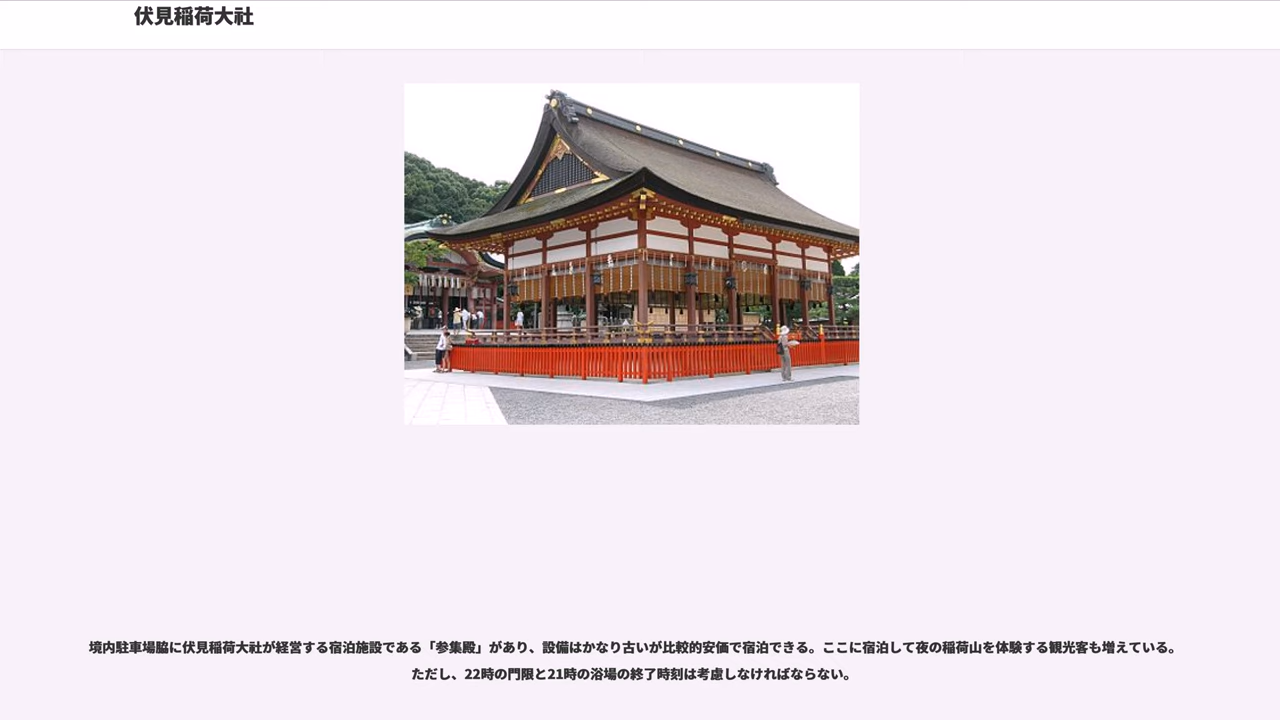 伏見稲荷大社
境内駐車場脇に伏見稲荷大社が経営する宿泊施設である「参集殿」があり、設備はかなり古いが比較的安価で宿泊できる。ここに宿泊して夜の稲荷山を体験する観光客も増えている。
ただし、22時の門限と21時の浴場の終了時刻は考慮しなければならない。